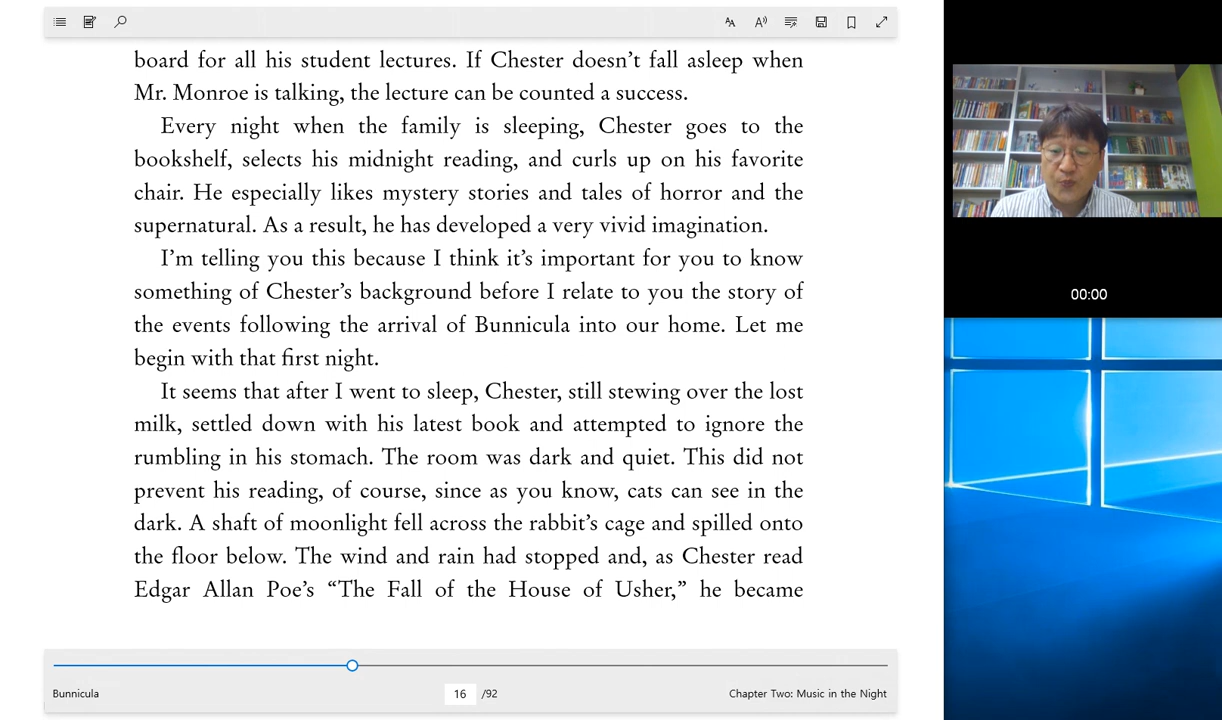 board for all his student lectures. If Chester doesn’t fall asleep when
Mr. Monroe is talking, the lecture can be counted a success.
Every night when the family is sleeping, Chester goes to the
bookshelf, selects his midnight reading, and curls up on his favorite
chair. He especially likes mystery stories and tales of horror and the
supernatural. As a result, he has developed a very vivid imagination.
I’m telling you this because I think it’s important for you to know
something of Chester’s background before I relate to you the story of
the events following the arrival of Bunnicula into our home. Let me
begin with that first night.
It seems that after I went to sleep, Chester, still stewing over the lost
milk, settled down with his latest book and attempted to ignore the
rumbling in his stomach. The room was dark and quiet. This did not
prevent his reading, of course, since as you know, cats can see in the
dark. A shaft of moonlight fell across the rabbit’s cage and spilled onto
the floor below. The wind and rain had stopped and, as Chester read
Edgar Allan Poe’s “The Fall of the House of Usher,” he became
Bunnicula
16 /92
Chapter Two: Music in the Night
00:00